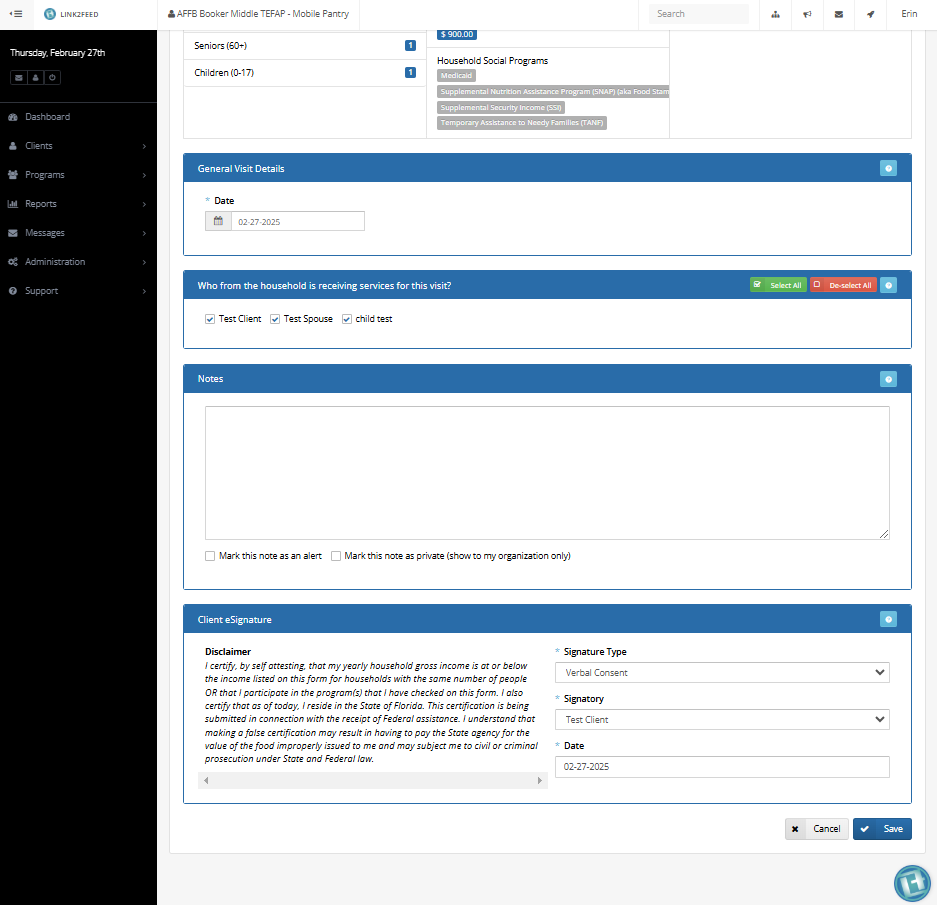 LINK2FEED
AFFB Booker Middle TEFAP - Mobile Pantry
Search
Erin
Thursday, February 27th
Dashboard
Clients
Programs
Reports
Messages
Administration
Support
Seniors (60+) 1
Children (0-17) 1
$ 900.00
Household Social Programs
Medicaid
Supplemental Nutrition Assistance Program (SNAP) (aka Food Stam
Supplemental Security Income (SSI)
Temporary Assistance to Needy Families (TANF)
General Visit Details
* Date
02-27-2025
Who from the household is receiving services for this visit?
Select All
De-select All
Test Client Test Spouse child test
Notes
Mark this note as an alert Mark this note as private (show to my organization only)
Client eSignature
Disclaimer
I certify, by self attesting, that my yearly household gross income is at or below
the income listed on this form for households with the same number of people
OR that I participate in the program(s) that I have checked on this form. I also
certify that as of today, I reside in the State of Florida. This certification is being
submitted in connection with the receipt of Federal assistance. I understand that
making a false certification may result in having to pay the State agency for the
value of the food improperly issued to me and may subject me to civil or criminal
prosecution under State and Federal law.
* Signature Type
Verbal Consent
* Signatory
Test Client
* Date
02-27-2025
Cancel
Save